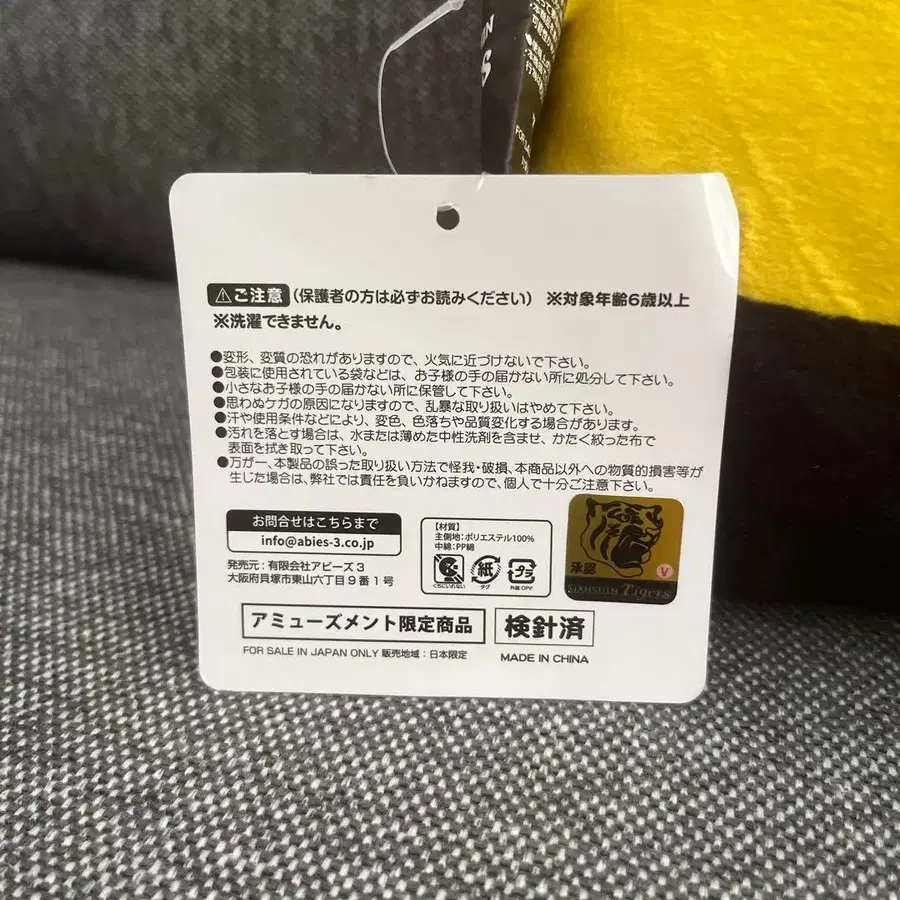 FOR
⚠ご注意 (保護者の方は必ずお読みください) ※対象年齢6歳以上
※洗濯できません。
●変形、変質の恐れがありますので、火気に近づけないで下さい。
●包装に使用されている袋などは、お子様の手の届かない所に処分して下さい。
●小さなお子様の手の届かない所に保管して下さい。
●思わぬケガの原因になりますので、乱暴な取り扱いはやめて下さい。
●汗や使用条件などにより、変色、色落ちや品質変化する場合があります。
●汚れを落とす場合は、水または薄めた中性洗剤を含ませ、かたく絞った布で
表面を拭き取って下さい。
●万が一、本製品の誤った取り扱い方法で怪我・破損、本商品以外への物質的損害等が
生じた場合は、弊社では責任を負いかねますので、個人で十分ご注意下さい。
お問合せはこちらまで
info@abies-3.co.jp
発売元:有限会社アビーズ3
大阪府貝塚市東山六丁目9番1号
【材質】
主側地:ポリエステル100%
中綿:PP綿
くちにいれない
紙
タグ
プラ
外装:OPP
承認
V
HANSHIN Tigers
アミューズメント限定商品
検針済
FOR SALE IN JAPAN ONLY 販売地域:日本限定
MADE IN CHINA